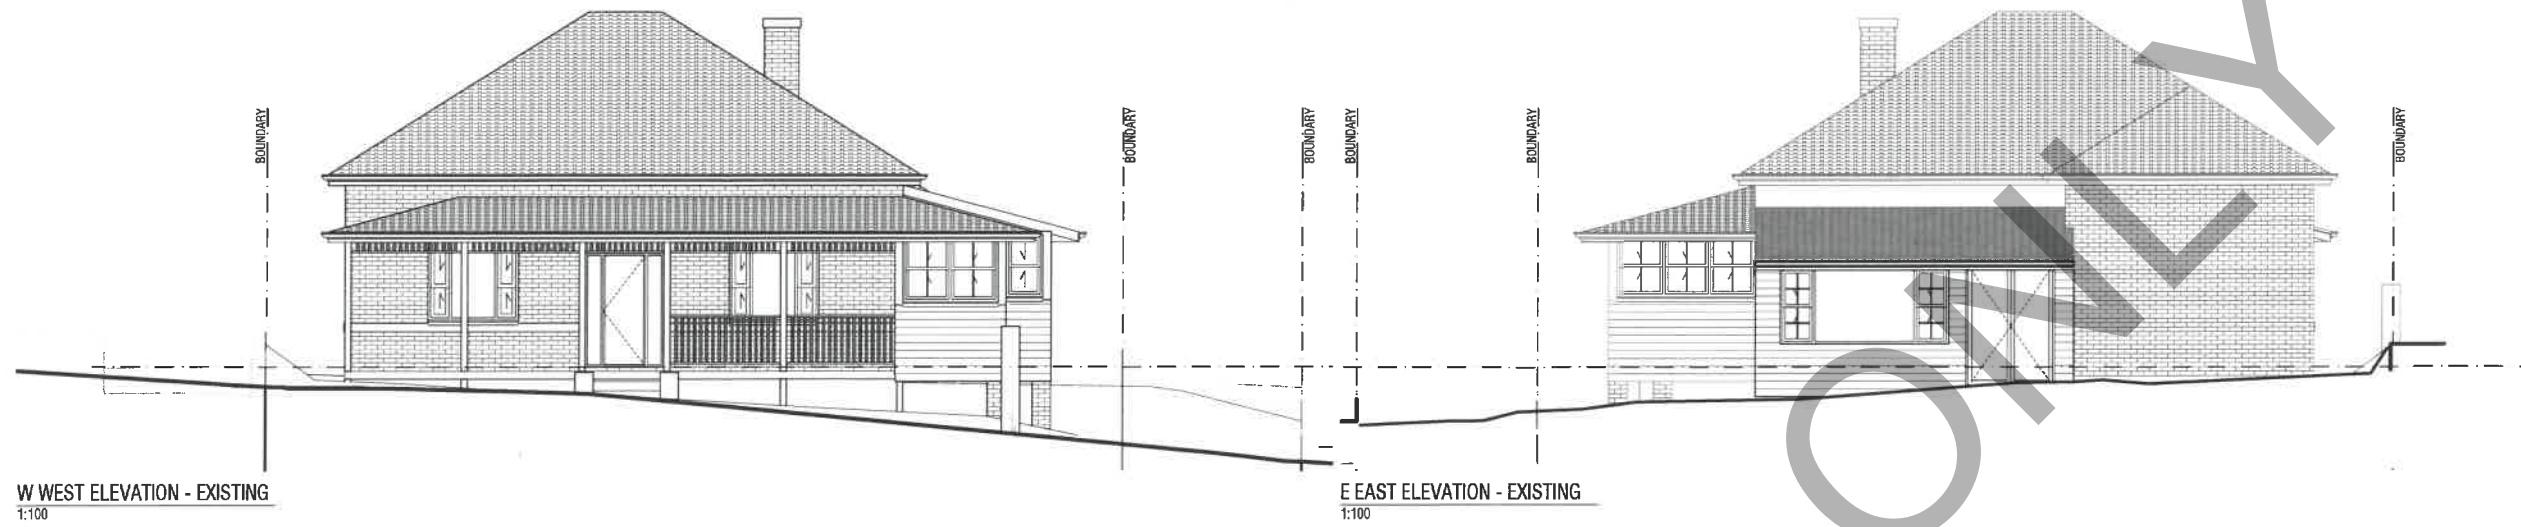 BOUNDARY
BOUNDARY
BOUNDARY
BOUNDARY
BOUNDARY
BOUNDARY
ONLY
W WEST ELEVATION - EXISTING
1:100
E EAST ELEVATION - EXISTING
1:100